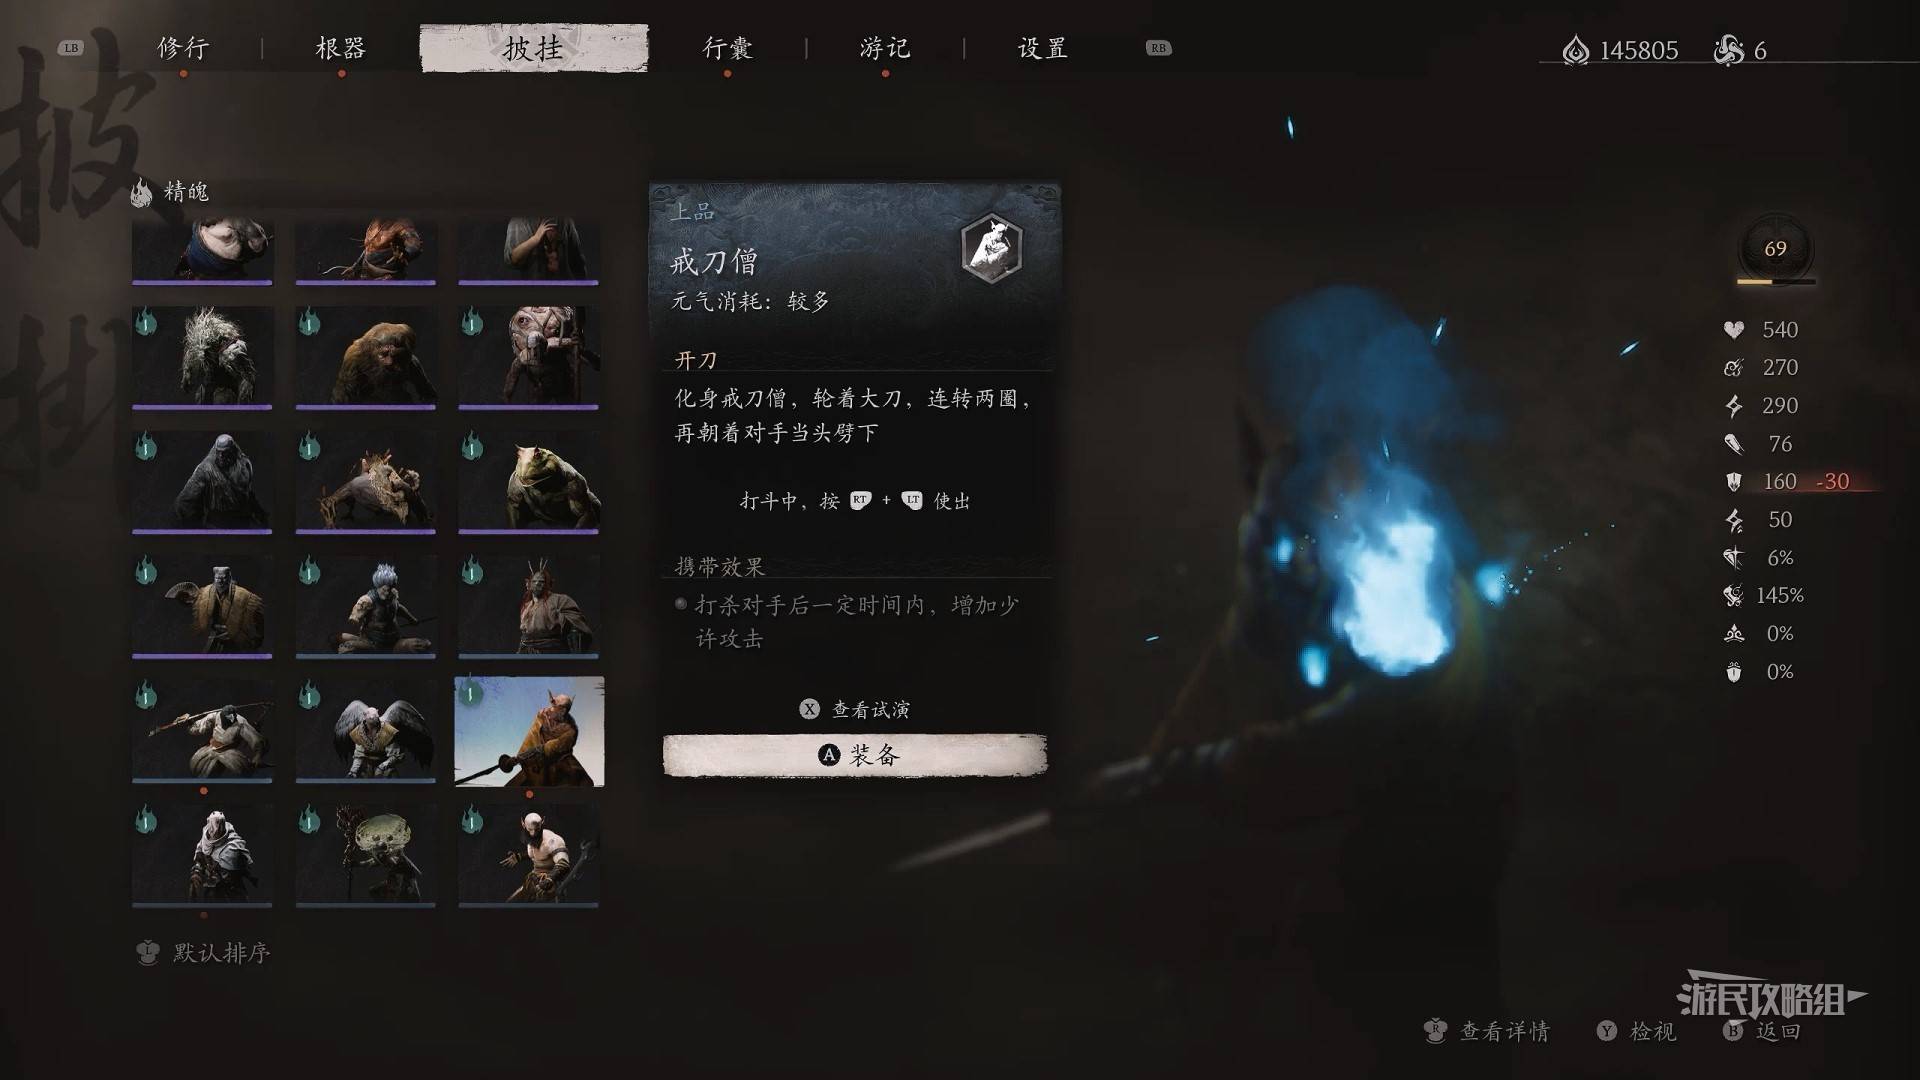 LB 修行 根器 披挂 行囊 游记 设置 RB
145805 6
披挂
精魄
上品
戒刀僧
元气消耗：较多
开刀
化身戒刀僧，轮着大刀，连转两圈，
再朝着对手当头劈下
打斗中，按 RT + LT 使出
携带效果
打杀对手后一定时间内，增加少
许攻击
X 查看试演
A 装备
69
540
270
290
76
160 -30
50
6%
145%
0%
0%
L 默认排序
游民攻略组
R 查看详情 Y 检视 B 返回